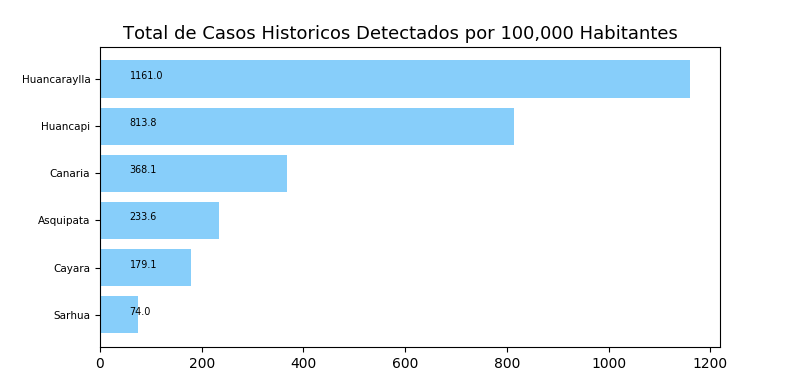 Total de Casos Historicos Detectados por 100,000 Habitantes
Huancaraylla 1161.0
Huancapi 813.8
Canaria 368.1
Asquipata 233.6
Cayara 179.1
Sarhua 74.0
0 200 400 600 800 1000 1200